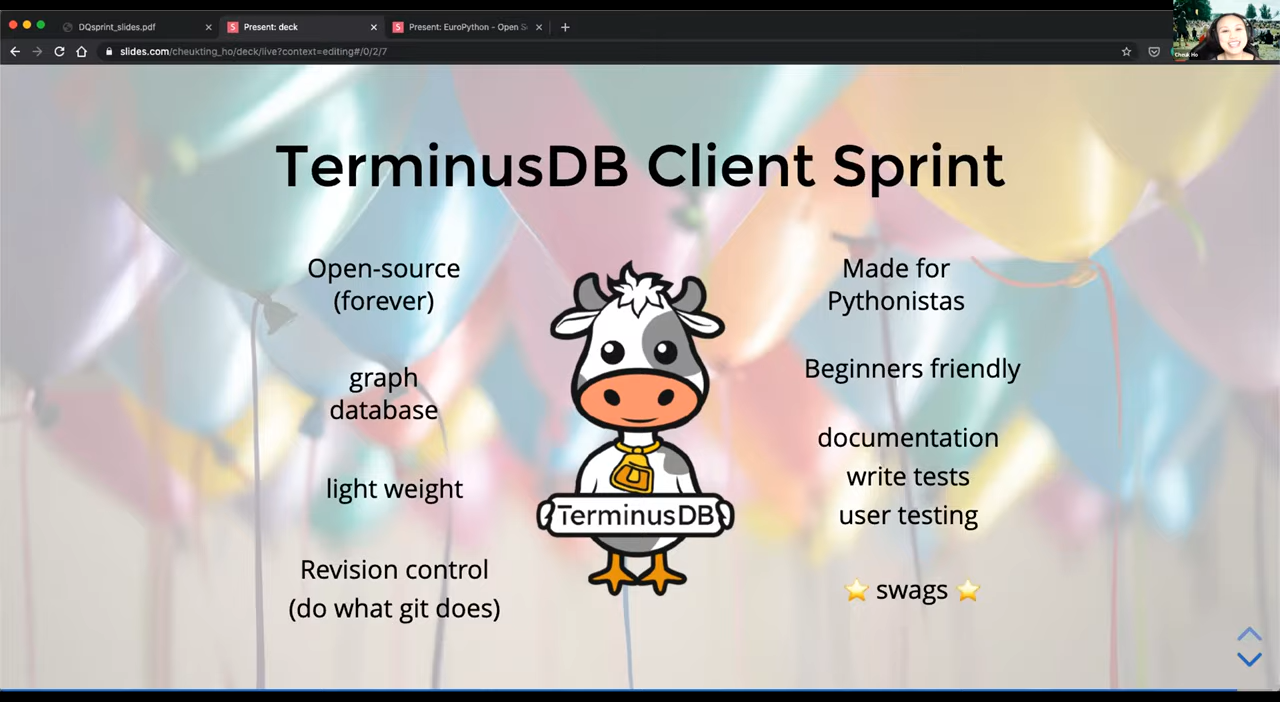 DQsprint_slides.pdf
Present: deck
Present: EuroPython - Open S
slides.com/cheukting_ho/deck/live?context=editing#/0/2/7
Cheuk Ho
TerminusDB Client Sprint
Open-source
(forever)
graph
database
light weight
Revision control
(do what git does)
TerminusDB
Made for
Pythonistas
Beginners friendly
documentation
write tests
user testing
⭐ swags ⭐